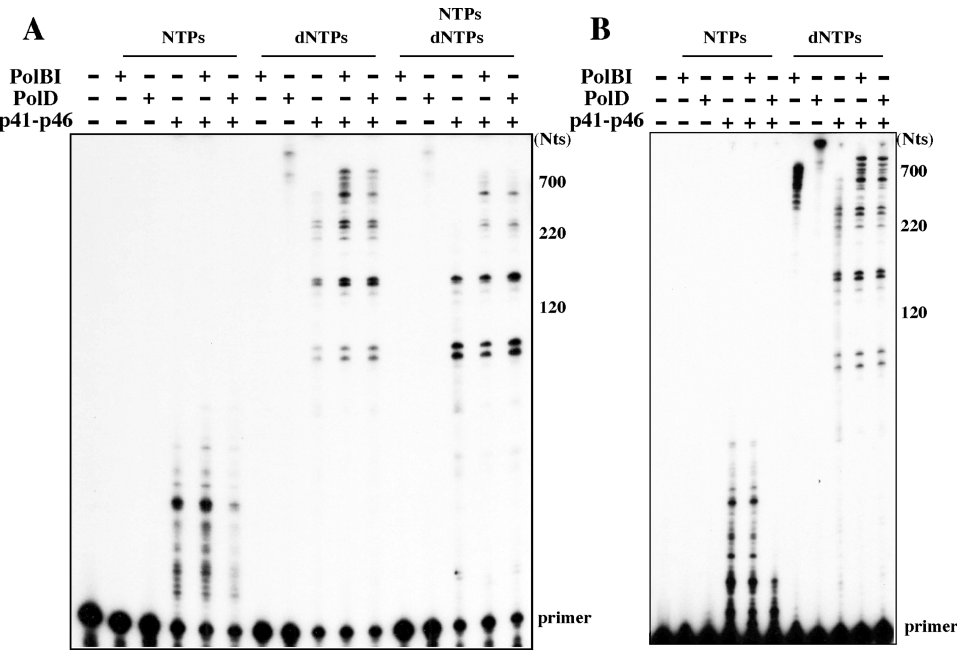 A
NTPs
dNTPs
NTPs
dNTPs
PolBI - + - - + - + - - + - + - - + -
PolD - - + - - + - + - - + - + - - +
p41-p46 - - - + + + - - + + + - - + + +
(Nts)
700
220
120
primer
B
NTPs
dNTPs
PolBI - + - - + - + - - + -
PolD - - + - - + - + - - +
p41-p46 - - - + + + - - + + +
(Nts)
700
220
120
primer